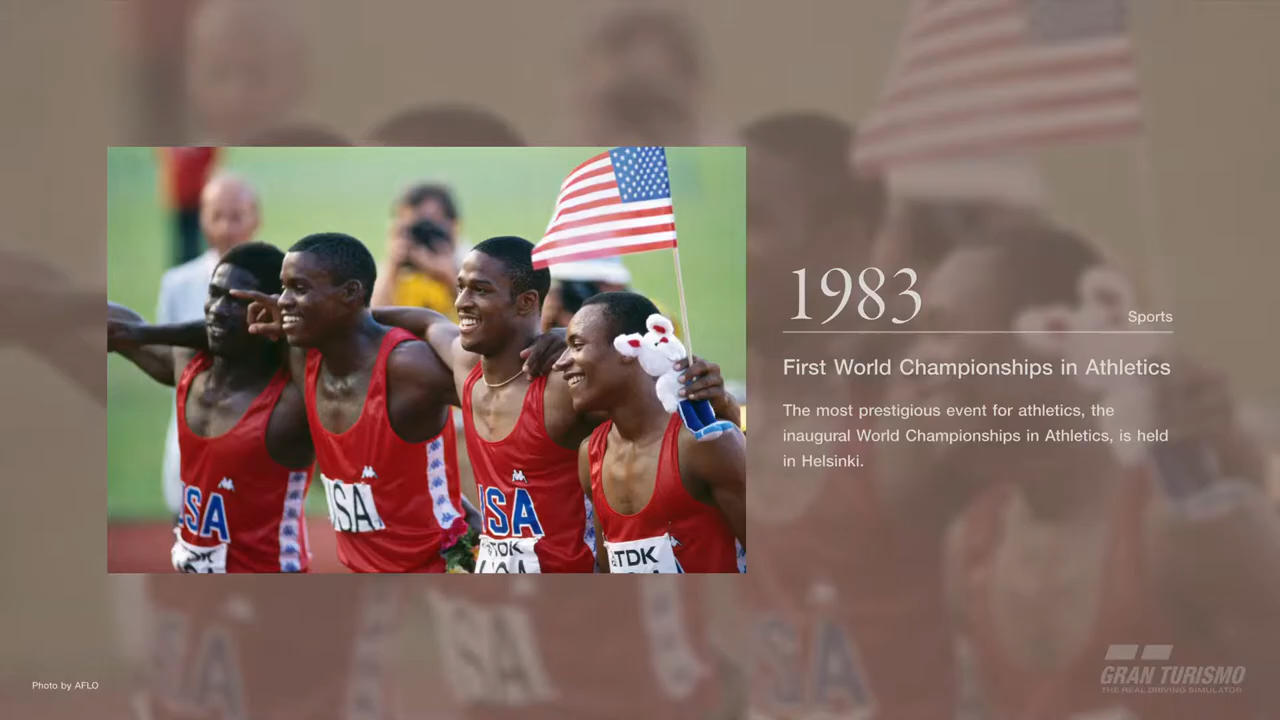 1983
Sports
First World Championships in Athletics
The most prestigious event for athletics, the
inaugural World Championships in Athletics, is held
in Helsinki.
USA
USA
USA
TDK
TDK
Photo by AFLO
GRAN TURISMO
THE REAL DRIVING SIMULATOR